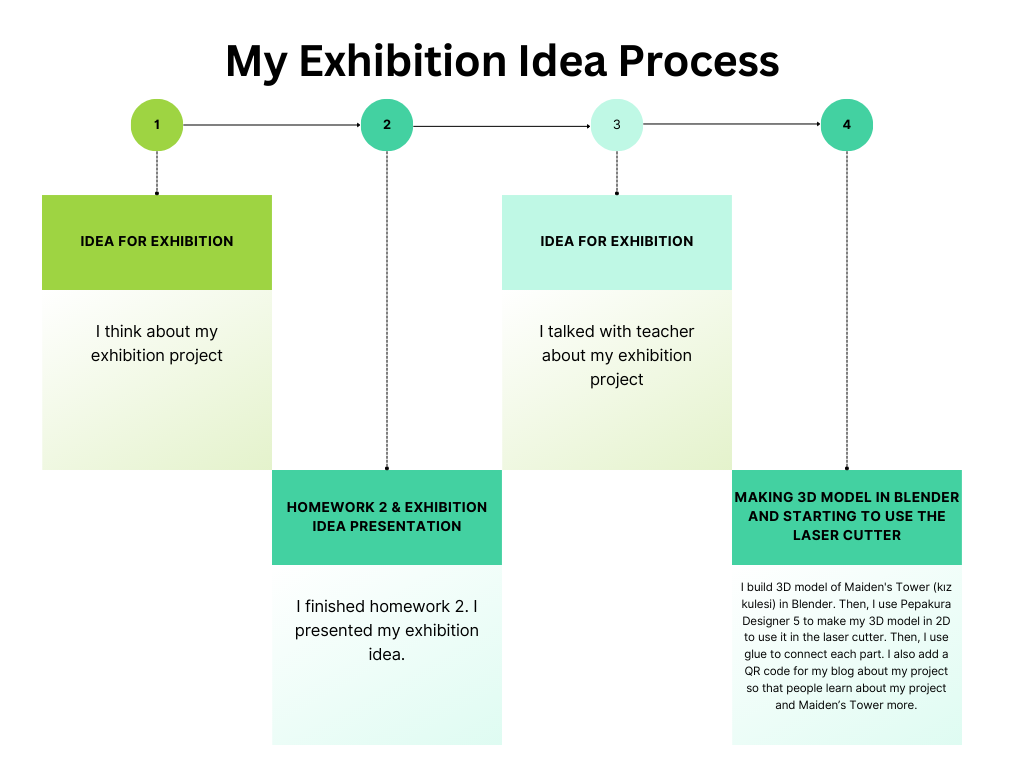 My Exhibition Idea Process
1
2
3
4
IDEA FOR EXHIBITION
I think about my
exhibition project
HOMEWORK 2 & EXHIBITION
IDEA PRESENTATION
I finished homework 2. I
presented my exhibition
idea.
IDEA FOR EXHIBITION
I talked with teacher
about my exhibition
project
MAKING 3D MODEL IN BLENDER
AND STARTING TO USE THE
LASER CUTTER
I build 3D model of Maiden's Tower (kız
kulesi) in Blender. Then, I use Pepakura
Designer 5 to make my 3D model in 2D
to use it in the laser cutter. Then, I use
glue to connect each part. I also add a
QR code for my blog about my project
so that people learn about my project
and Maiden’s Tower more.